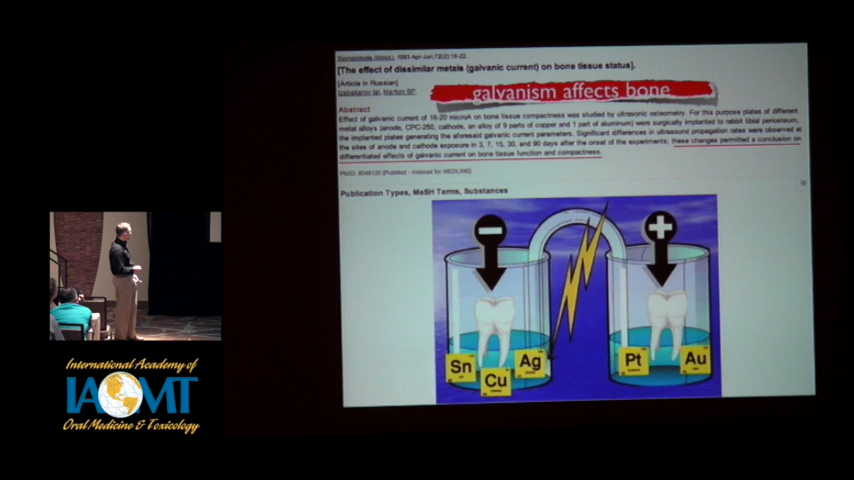 Stomatologiia (Mosk). 1993 Apr-Jun;72(2):19-22.
[The effect of dissimilar metals (galvanic current) on bone tissue status].
[Article in Russian]
Markov BP.
galvanism affects bone
Abstract
Effect of galvanic current of 16-20 microA on bone tissue compactness was studied by ultrasonic osteometry. For this purpose plates of different
metal alloys (anode, CPC-250, cathode, an alloy of 9 parts of copper and 1 part of aluminum) were surgically implanted to rabbit tibial periosteum,
the implanted plates generating the aforesaid galvanic current parameters. Significant differences in ultrasound propagation rates were observed at
the sites of anode and cathode exposure in 3, 7, 15, 30, and 90 days after the onset of the experiments; these changes permitted a conclusion on
differentiated effects of galvanic current on bone tissue function and compactness.
[PubMed - indexed for MEDLINE]
Publication Types, MeSH Terms, Substances
Sn
Cu
Ag
Pt
Au
International Academy of
IAOMT
Oral Medicine & Toxicology